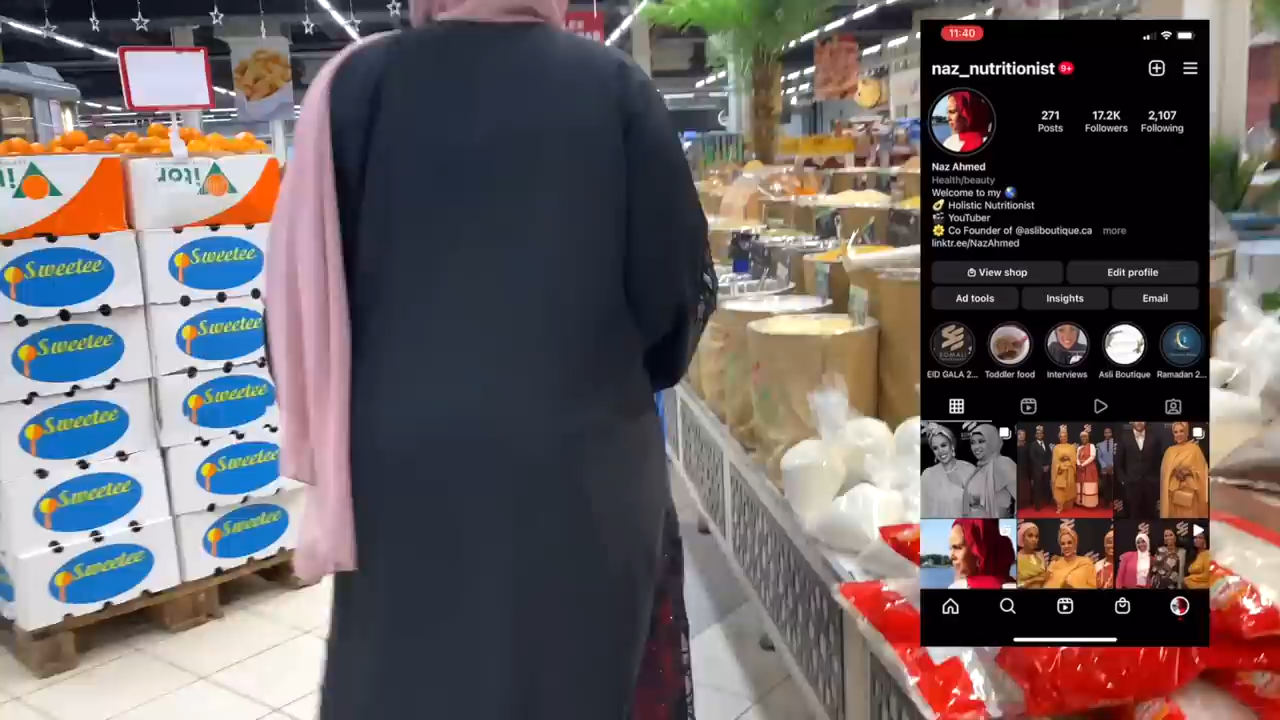 itor
Sweetee
Sweetee
Sweetee
Sweetee
Sweetee
Sweetee
Sweetee
Sweetee
Sweetee
Sweetee
11:40
naz_nutritionist 9+
271 17.2K 2,107
Posts Followers Following
Naz Ahmed
Health/beauty
Welcome to my 🌎
🥑 Holistic Nutritionist
🎬 YouTuber
🌼 Co Founder of @asliboutique.ca more
linktr.ee/NazAhmed
View shop Edit profile
Ad tools Insights Email
SOMALI
EID GALA 2... Toddler food Interviews Asli Boutique Ramadan 2...